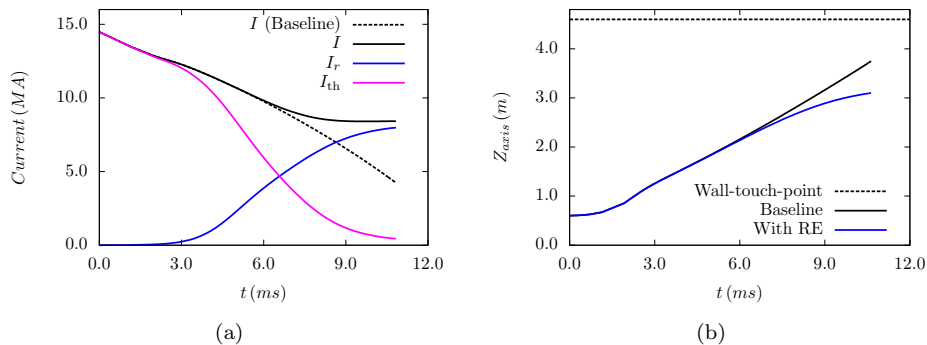 15.0
10.0
5.0
0.0
Current (MA)
I (Baseline)
I
I_r
I_th
0.0 3.0 6.0 9.0 12.0
t (ms)
(a)
4.0
3.0
2.0
1.0
0.0
Z_axis (m)
Wall-touch-point
Baseline
With RE
0.0 3.0 6.0 9.0 12.0
t (ms)
(b)